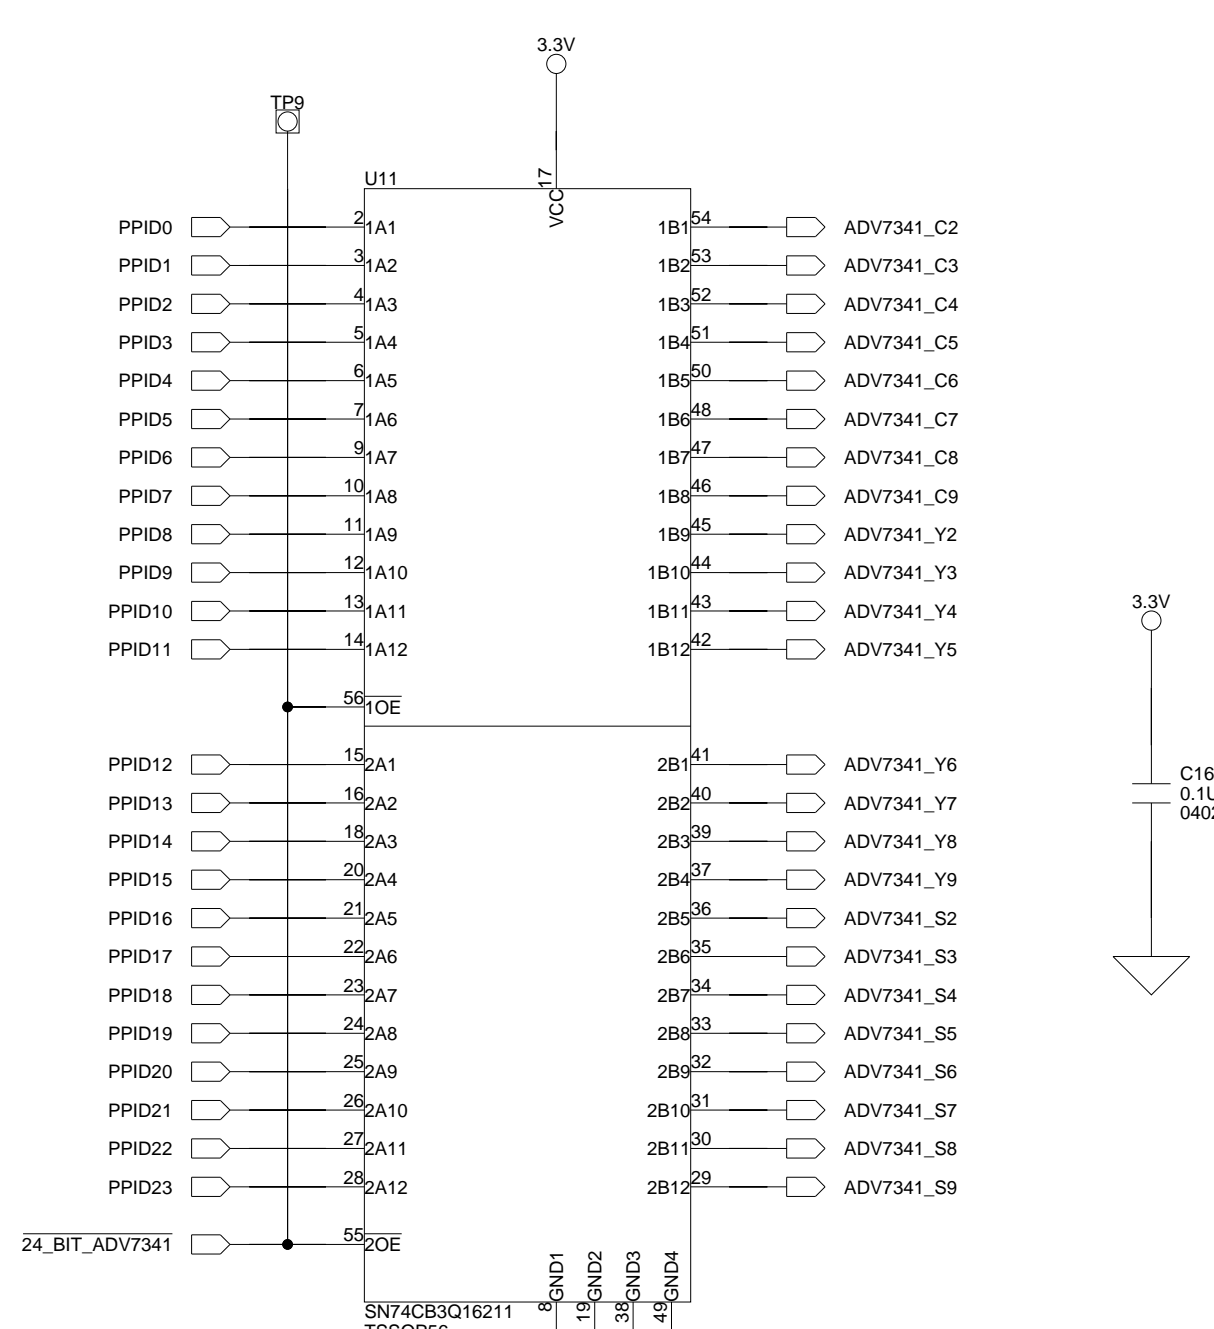 3.3V
TP9
U11
17
VCC
PPID0 2 1A1 1B1 54 ADV7341_C2
PPID1 3 1A2 1B2 53 ADV7341_C3
PPID2 4 1A3 1B3 52 ADV7341_C4
PPID3 5 1A4 1B4 51 ADV7341_C5
PPID4 6 1A5 1B5 50 ADV7341_C6
PPID5 7 1A6 1B6 48 ADV7341_C7
PPID6 9 1A7 1B7 47 ADV7341_C8
PPID7 10 1A8 1B8 46 ADV7341_C9
PPID8 11 1A9 1B9 45 ADV7341_Y2
PPID9 12 1A10 1B10 44 ADV7341_Y3
PPID10 13 1A11 1B11 43 ADV7341_Y4
PPID11 14 1A12 1B12 42 ADV7341_Y5
56 1OE
PPID12 15 2A1 2B1 41 ADV7341_Y6
PPID13 16 2A2 2B2 40 ADV7341_Y7
PPID14 18 2A3 2B3 39 ADV7341_Y8
PPID15 20 2A4 2B4 37 ADV7341_Y9
PPID16 21 2A5 2B5 36 ADV7341_S2
PPID17 22 2A6 2B6 35 ADV7341_S3
PPID18 23 2A7 2B7 34 ADV7341_S4
PPID19 24 2A8 2B8 33 ADV7341_S5
PPID20 25 2A9 2B9 32 ADV7341_S6
PPID21 26 2A10 2B10 31 ADV7341_S7
PPID22 27 2A11 2B11 30 ADV7341_S8
PPID23 28 2A12 2B12 29 ADV7341_S9
24_BIT_ADV7341 55 2OE
8 GND1
19 GND2
38 GND3
49 GND4
SN74CB3Q16211
3.3V
C16
0.1U
040